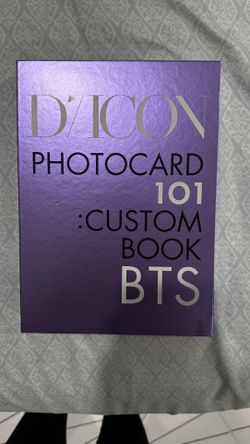 D/ICON
PHOTOCARD
101
:CUSTOM
BOOK
BTS